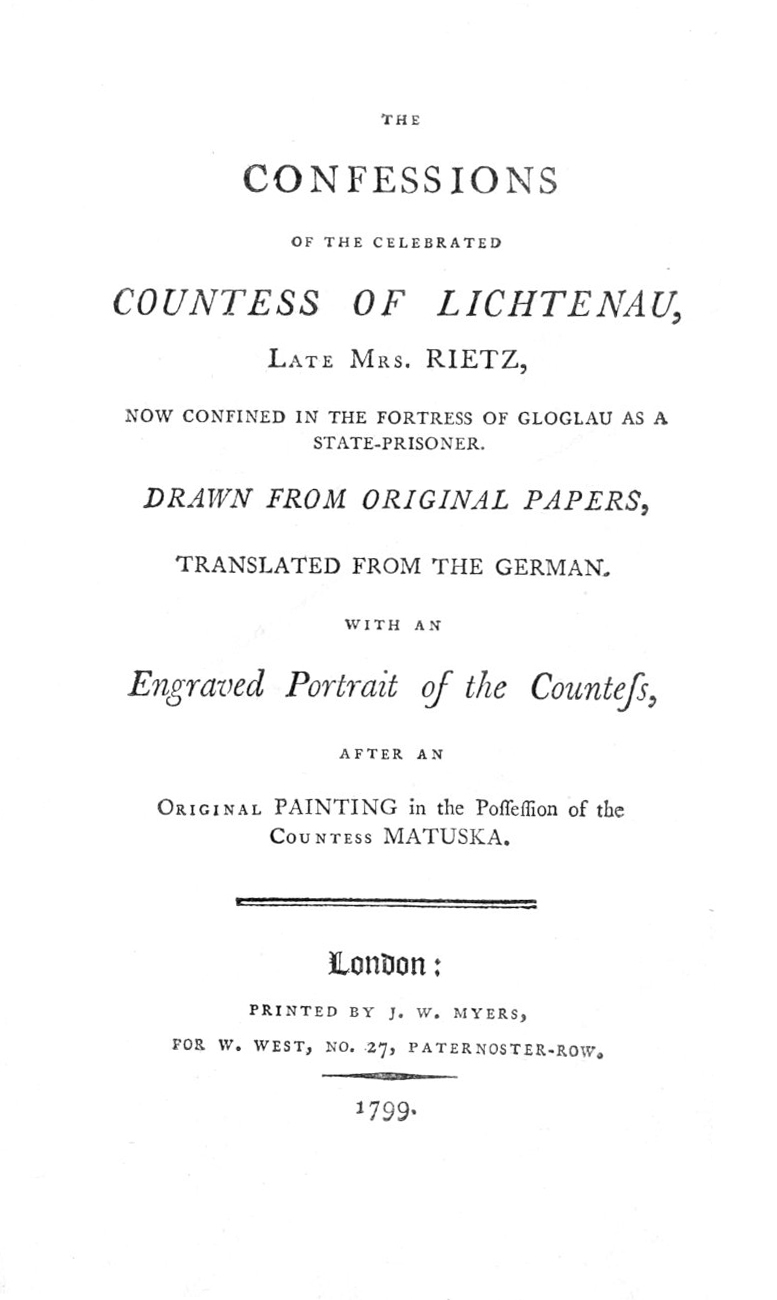 THE
CONFESSIONS
OF THE CELEBRATED
COUNTESS OF LICHTENAU,
LATE MRS. RIETZ,
NOW CONFINED IN THE FORTRESS OF GLOGLAU AS A
STATE-PRISONER.
DRAWN FROM ORIGINAL PAPERS,
TRANSLATED FROM THE GERMAN.
WITH AN
Engraved Portrait of the Counteſs,
AFTER AN
ORIGINAL PAINTING in the Poſſeſſion of the
COUNTESS MATUSKA.
London:
PRINTED BY J. W. MYERS,
FOR W. WEST, NO. 27, PATERNOSTER-ROW.
1799.